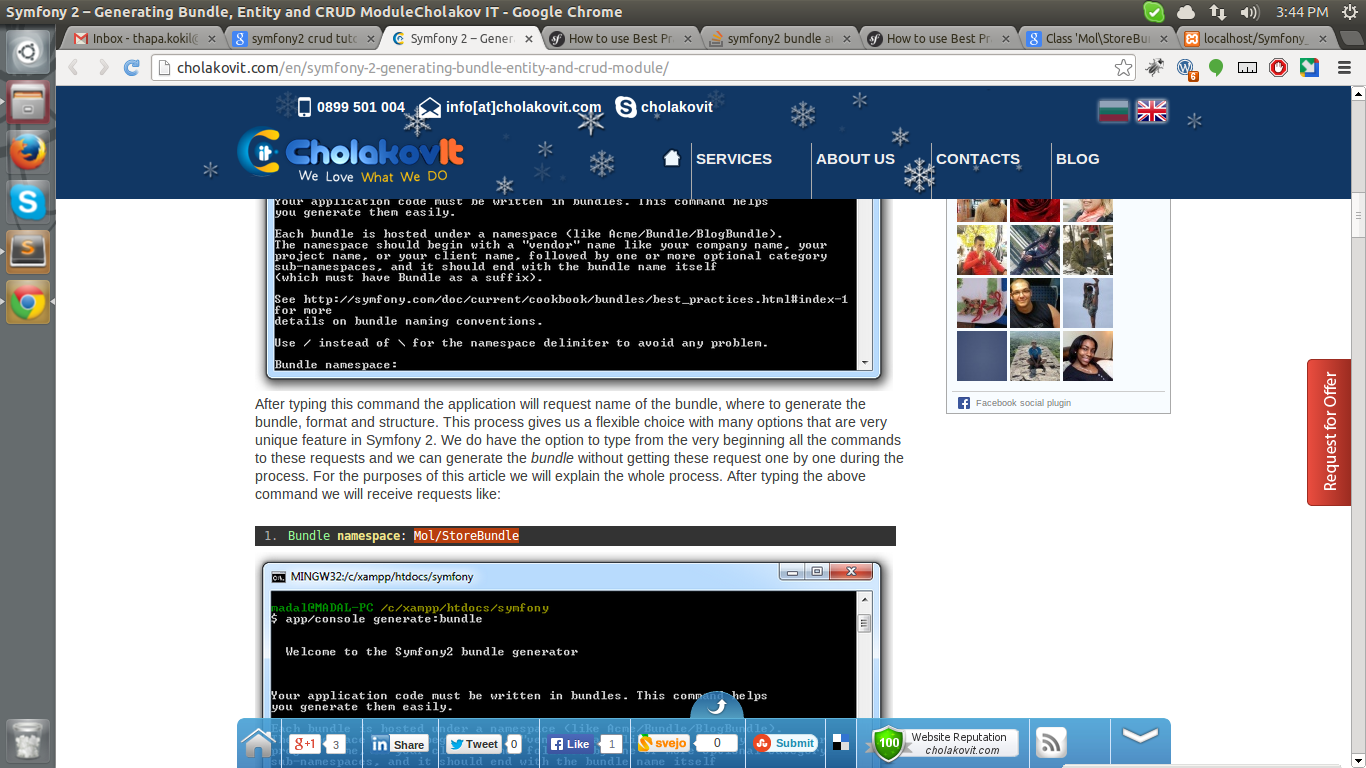 Symfony 2 – Generating Bundle, Entity and CRUD ModuleCholakov IT - Google Chrome
3:44 PM
Inbox - thapa.kokil@
symfony2 crud tuto
Symfony 2 – Gener
How to use Best Pr
symfony2 bundle a
How to use Best Pr
Class 'Mol\StoreBun
localhost/Symfony_
cholakovit.com/en/symfony-2-generating-bundle-entity-and-crud-module/
6
0899 501 004
info[at]cholakovit.com
cholakovit
it
CholakovIt
We Love What We DO
SERVICES
ABOUT US
CONTACTS
BLOG
Your application code must be written in bundles. This command helps
you generate them easily.
Each bundle is hosted under a namespace (like Acme/Bundle/BlogBundle).
The namespace should begin with a "vendor" name like your company name, your
project name, or your client name, followed by one or more optional category
sub-namespaces, and it should end with the bundle name itself
(which must have Bundle as a suffix).
See http://symfony.com/doc/current/cookbook/bundles/best_practices.html#index-1
for more
details on bundle naming conventions.
Use / instead of \ for the namespace delimiter to avoid any problem.
Bundle namespace:
Facebook social plugin
Request for Offer
After typing this command the application will request name of the bundle, where to generate the
bundle, format and structure. This process gives us a flexible choice with many options that are very
unique feature in Symfony 2. We do have the option to type from the very beginning all the commands
to these requests and we can generate the bundle without getting these request one by one during the
process. For the purposes of this article we will explain the whole process. After typing the above
command we will receive requests like:
1. Bundle namespace: Mol/StoreBundle
MINGW32:/c/xampp/htdocs/symfony
madal@MADAL-PC /c/xampp/htdocs/symfony
$ app/console generate:bundle
Welcome to the Symfony2 bundle generator
Your application code must be written in bundles. This command helps
you generate them easily.
Each bundle is hosted under a namespace (like Acme/Bundle/BlogBundle).
g+1 3
in Share
Tweet 0
Like 1
svejo 0
Submit
100
Website Reputation
cholakovit.com